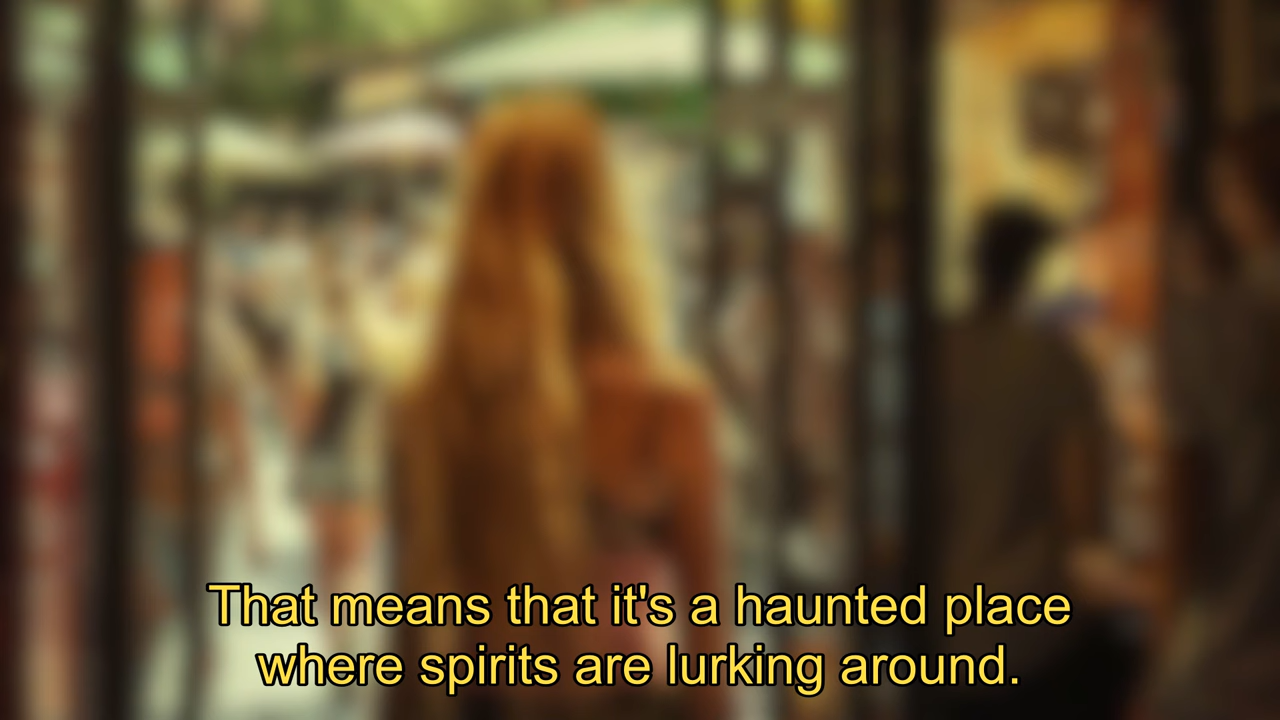 That means that it's a haunted place
where spirits are lurking around.